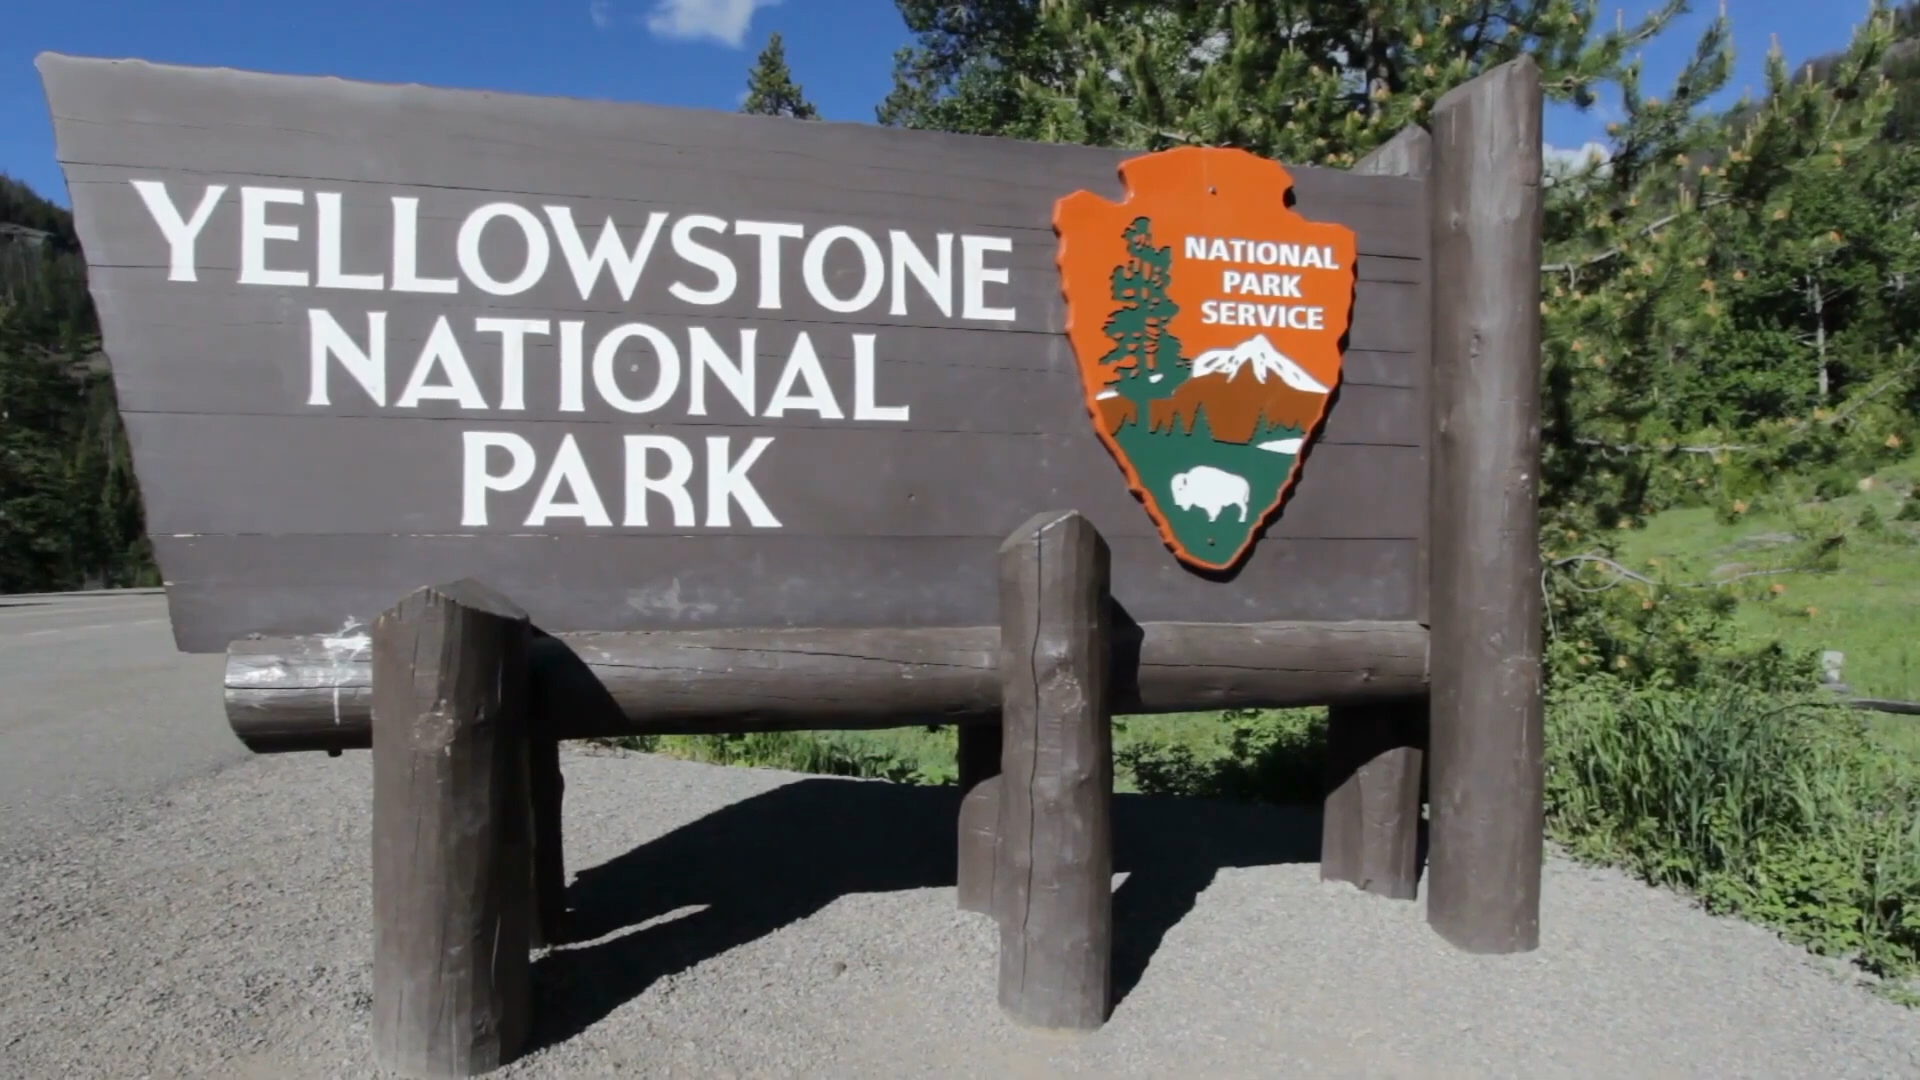 YELLOWSTONE
NATIONAL
PARK
NATIONAL
PARK
SERVICE